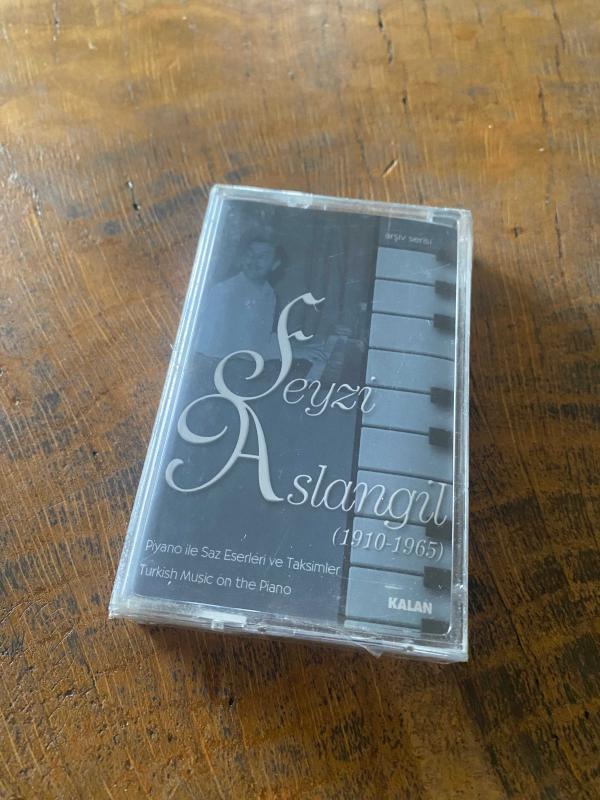 arşiv serisi
Feyzi
Aslangil
(1910-1965)
Piyano ile Saz Eserleri ve Taksimler
Turkish Music on the Piano
KALAN